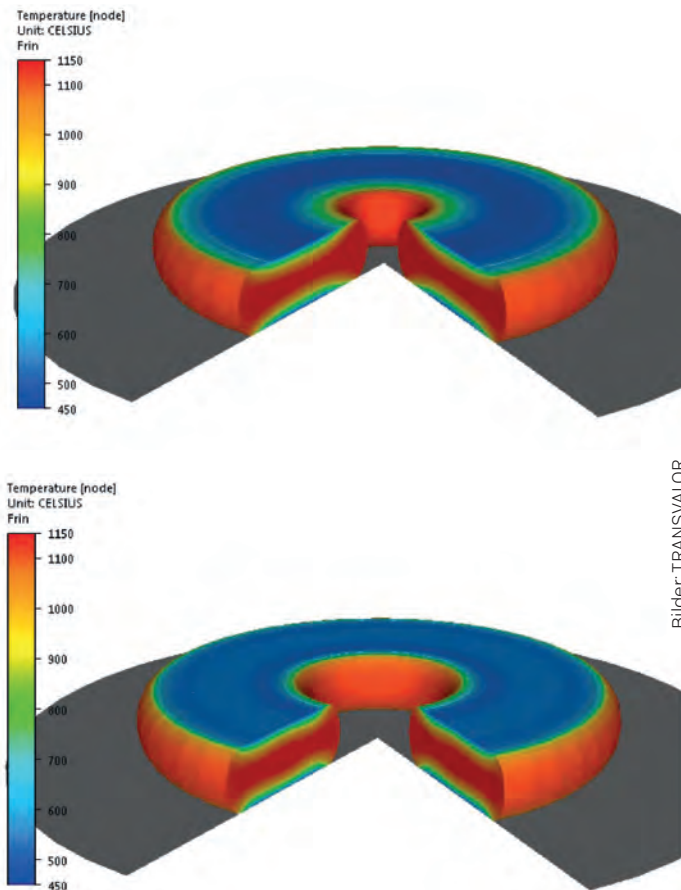 Temperature [node]
Unit: CELSIUS
Frin
1150
1100
1000
900
800
700
600
500
450
Temperature [node]
Unit: CELSIUS
Frin
1150
1100
1000
900
800
700
600
500
450
Bilder: TRANSVALOR